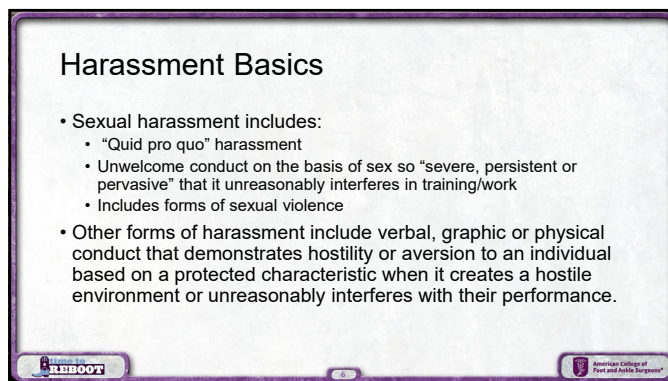 Harassment Basics
• Sexual harassment includes:
• “Quid pro quo” harassment
• Unwelcome conduct on the basis of sex so “severe, persistent or
pervasive” that it unreasonably interferes in training/work
• Includes forms of sexual violence
• Other forms of harassment include verbal, graphic or physical
conduct that demonstrates hostility or aversion to an individual
based on a protected characteristic when it creates a hostile
environment or unreasonably interferes with their performance.
time to
REBOOT
6
American College of
Foot and Ankle Surgeons®